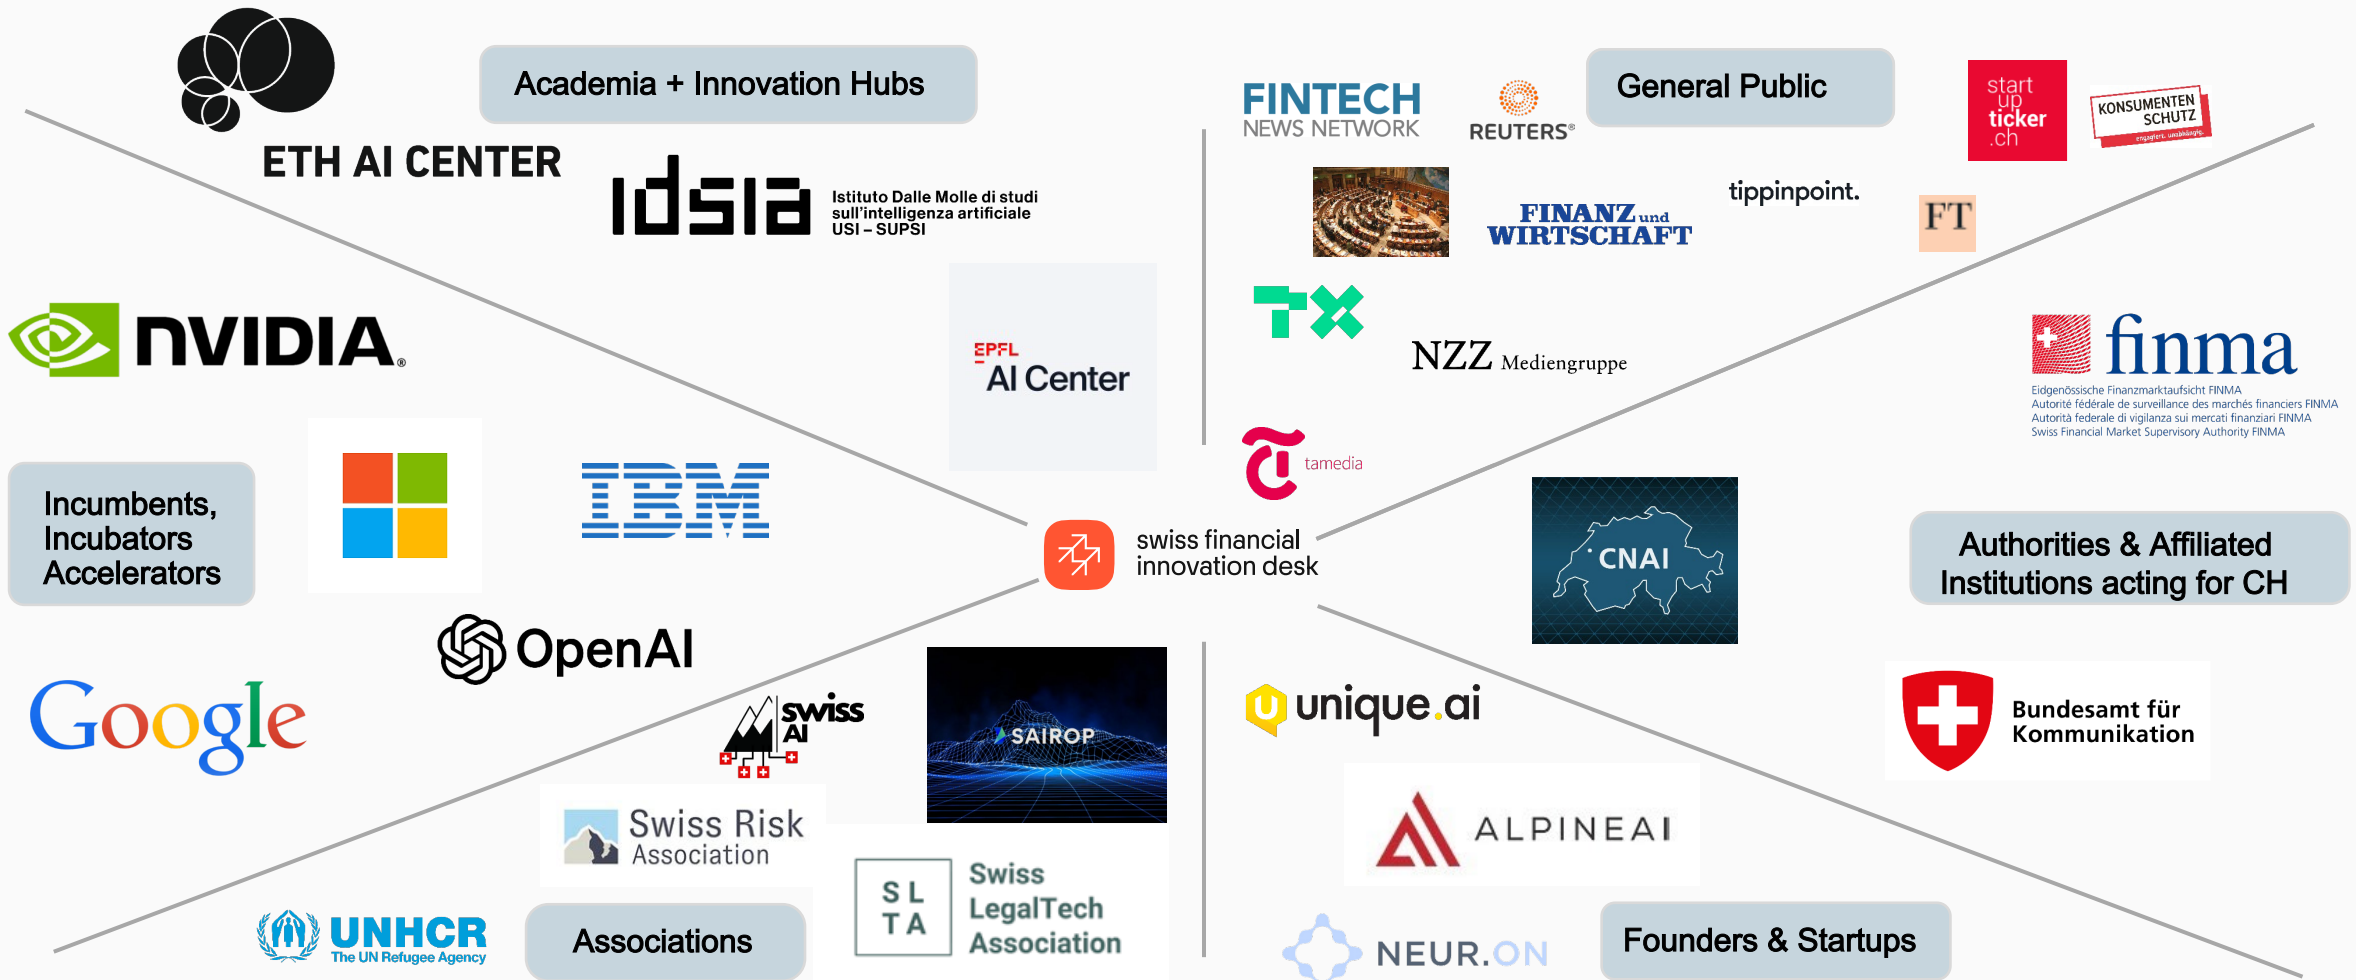 Academia + Innovation Hubs
ETH AI CENTER
idsia
Istituto Dalle Molle di studi
sull'intelligenza artificiale
USI – SUPSI
EPFL
AI Center
General Public
FINTECH
NEWS NETWORK
REUTERS®
start
up
ticker
.ch
KONSUMENTEN
SCHUTZ
engagiert. unabhängig.
FINANZ und
WIRTSCHAFT
tippinpoint.
FT
TX
NZZ Mediengruppe
tamedia
nVIDIA®
Incumbents,
Incubators
Accelerators
IBM
OpenAI
Google
swiss financial
innovation desk
finma
Eidgenössische Finanzmarktaufsicht FINMA
Autorité fédérale de surveillance des marchés financiers FINMA
Autorità federale di vigilanza sui mercati finanziari FINMA
Swiss Financial Market Supervisory Authority FINMA
CNAI
Authorities & Affiliated
Institutions acting for CH
Bundesamt für
Kommunikation
swiss
AI
SAIROP
Swiss Risk
Association
SL
TA
Swiss
LegalTech
Association
UNHCR
The UN Refugee Agency
Associations
unique.ai
ALPINEAI
NEUR.ON
Founders & Startups